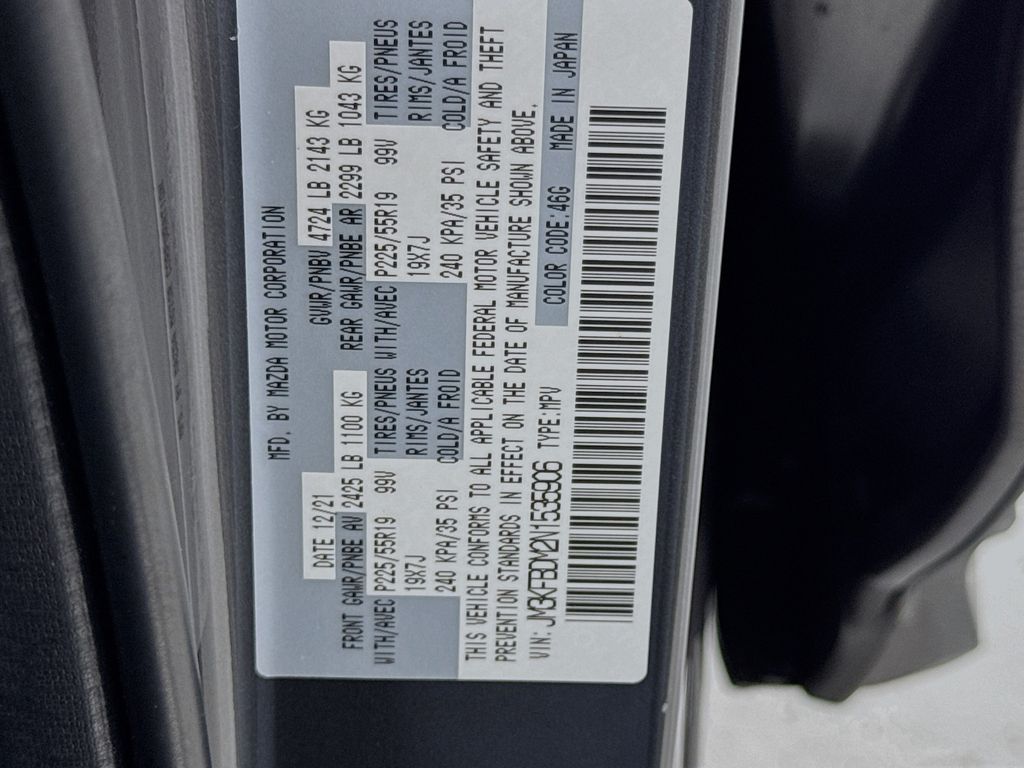 MFD. BY MAZDA MOTOR CORPORATION
DATE 12/21 GVWR/PNBV 4724 LB 2143 KG
FRONT GAWR/PNBE AV 2425 LB 1100 KG REAR GAWR/PNBE AR 2299 LB 1043 KG
WITH/AVEC P225/55R19 99V TIRES/PNEUS WITH/AVEC P225/55R19 99V TIRES/PNEUS
19X7J RIMS/JANTES 19X7J RIMS/JANTES
240 KPA/35 PSI COLD/A FROID 240 KPA/35 PSI COLD/A FROID
THIS VEHICLE CONFORMS TO ALL APPLICABLE FEDERAL MOTOR VEHICLE SAFETY AND THEFT
PREVENTION STANDARDS IN EFFECT ON THE DATE OF MANUFACTURE SHOWN ABOVE.
VIN: JM3KFBDM2N1535906 TYPE:MPV COLOR CODE:46G MADE IN JAPAN